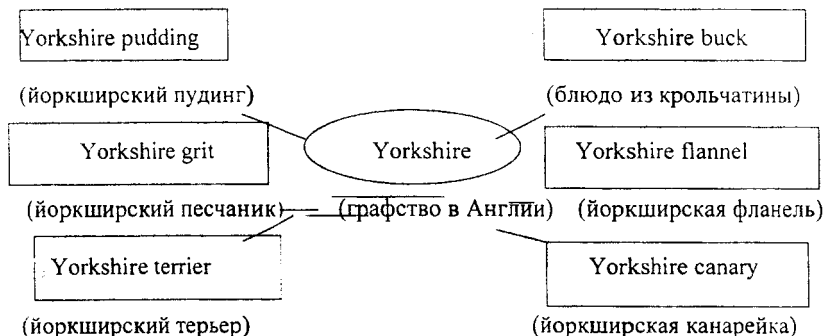 Yorkshire pudding Yorkshire buck
(йоркширский пудинг) (блюдо из крольчатины)
Yorkshire grit Yorkshire Yorkshire flannel
(йоркширский песчаник) (графство в Англии) (йоркширская фланель)
Yorkshire terrier Yorkshire canary
(йоркширский терьер) (йоркширская канарейка)